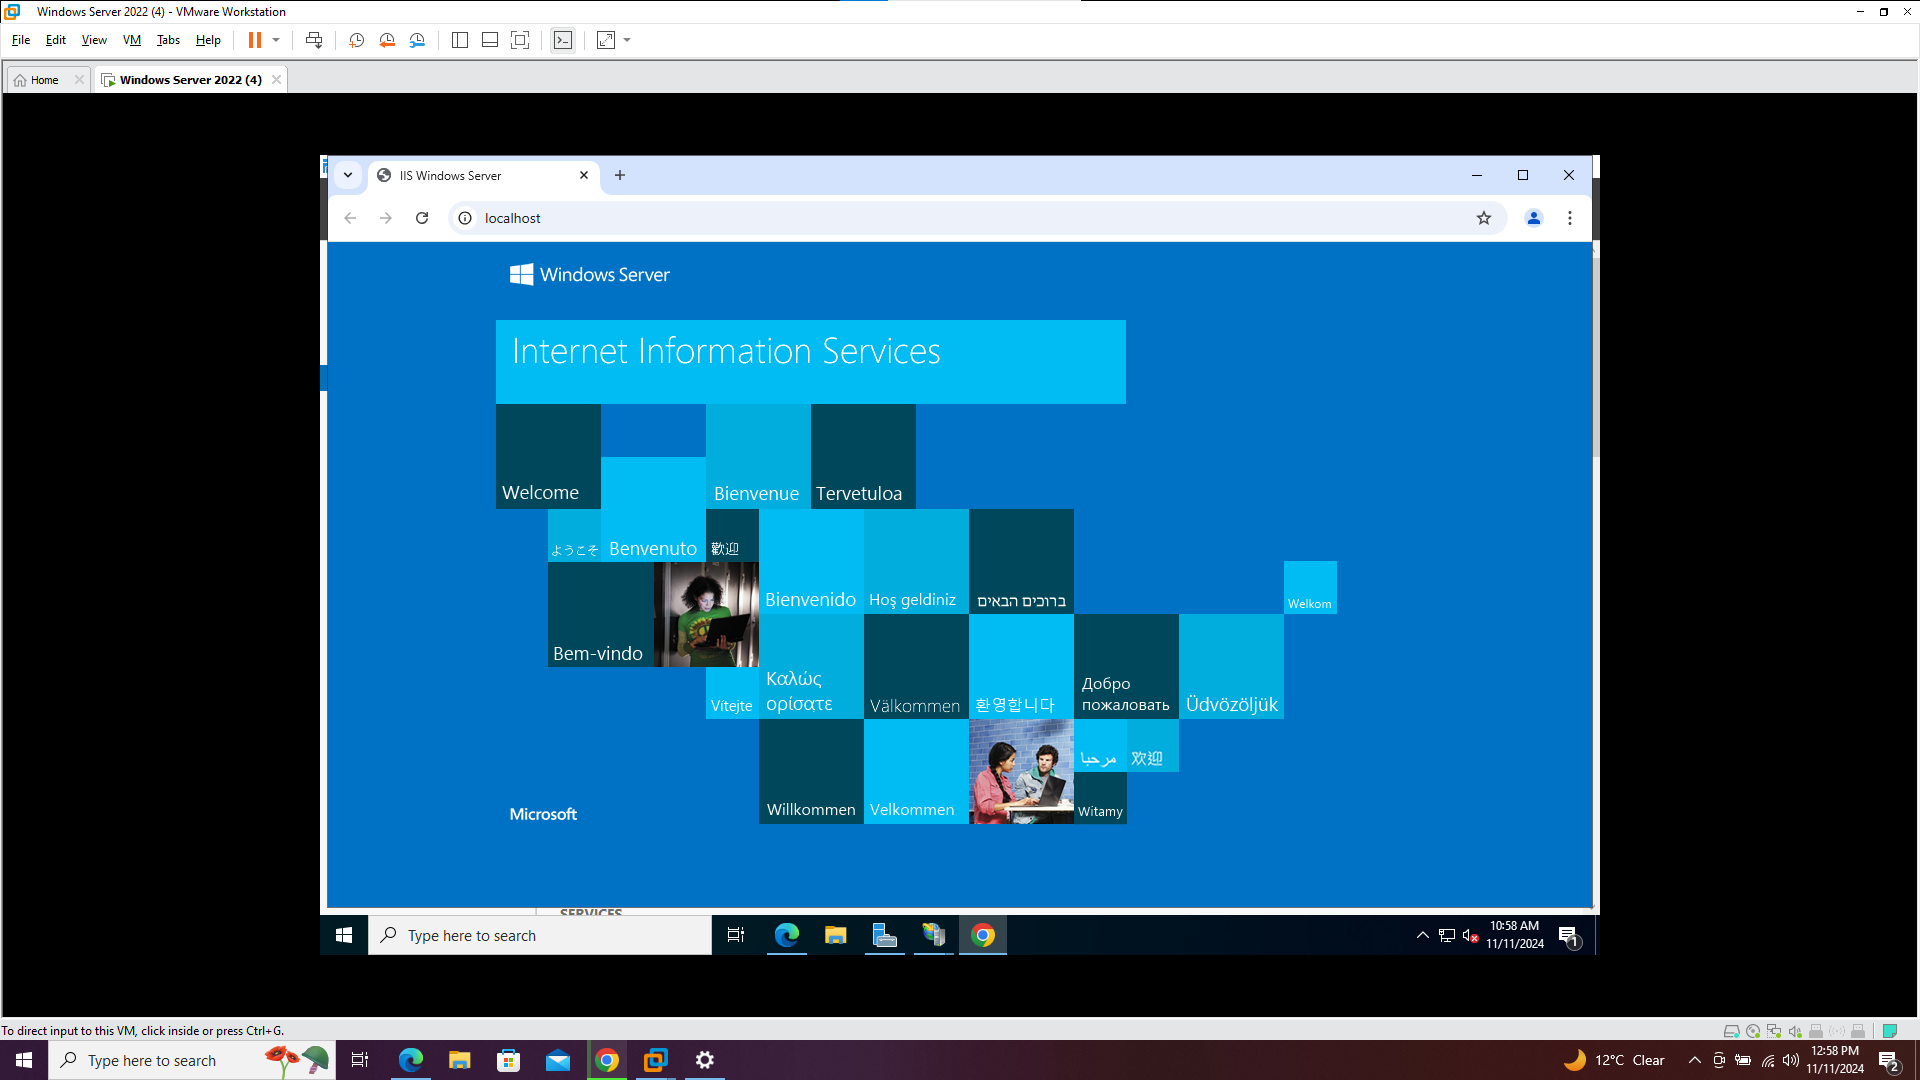 Windows Server 2022 (4) - VMware Workstation
File Edit View VM Tabs Help
Home
Windows Server 2022 (4)
IIS Windows Server
localhost
Windows Server
Internet Information Services
Welcome
Bienvenue
Tervetuloa
ようこそ
Benvenuto
歡迎
Bienvenido
Hoş geldiniz
ברוכים הבאים
Welkom
Bem-vindo
Vítejte
Καλώς
ορίσατε
Välkommen
환영합니다
Добро
пожаловать
Üdvözöljük
مرحبا
欢迎
Microsoft
Willkommen
Velkommen
Witamy
SERVICES
Type here to search
10:58 AM
11/11/2024
1
To direct input to this VM, click inside or press Ctrl+G.
Type here to search
12°C Clear
12:58 PM
11/11/2024
2